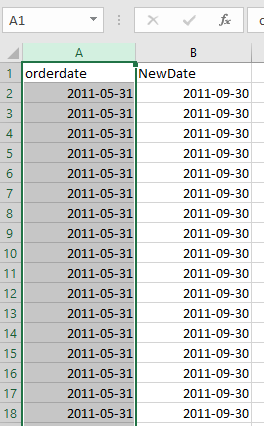 A1
A B
1 orderdate NewDate
2 2011-05-31 2011-09-30
3 2011-05-31 2011-09-30
4 2011-05-31 2011-09-30
5 2011-05-31 2011-09-30
6 2011-05-31 2011-09-30
7 2011-05-31 2011-09-30
8 2011-05-31 2011-09-30
9 2011-05-31 2011-09-30
10 2011-05-31 2011-09-30
11 2011-05-31 2011-09-30
12 2011-05-31 2011-09-30
13 2011-05-31 2011-09-30
14 2011-05-31 2011-09-30
15 2011-05-31 2011-09-30
16 2011-05-31 2011-09-30
17 2011-05-31 2011-09-30
18 2011-05-31 2011-09-30